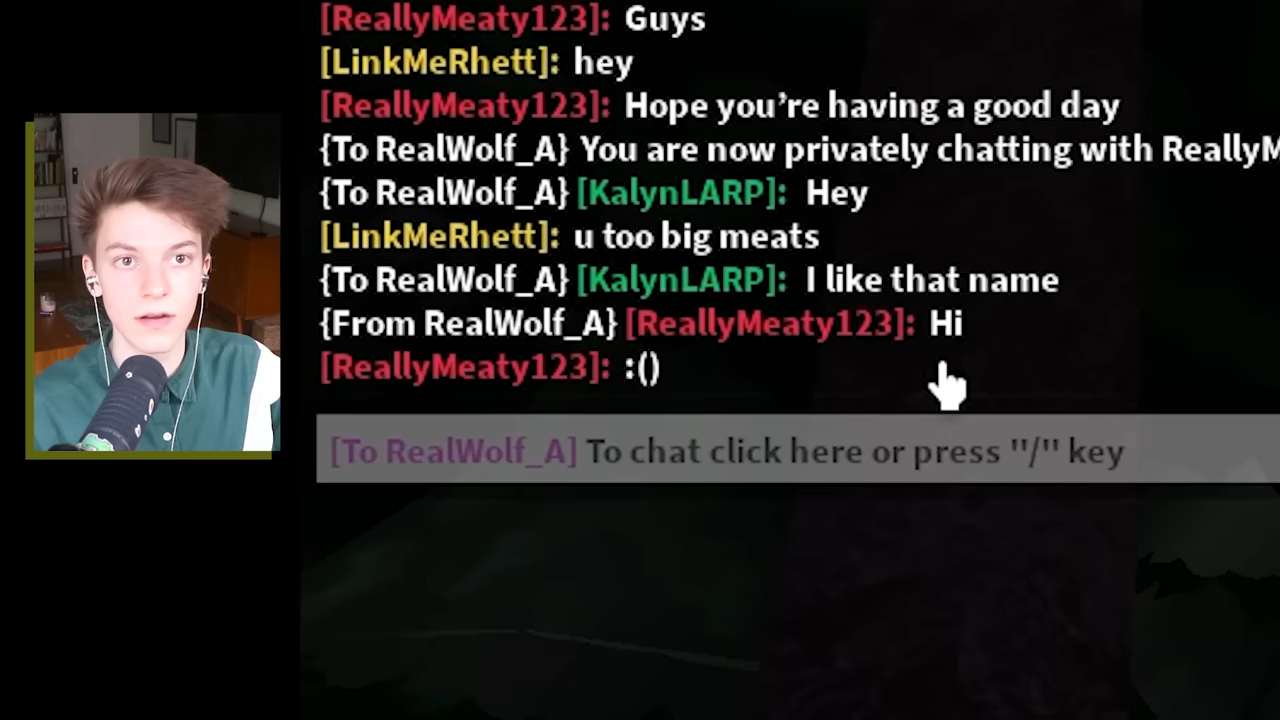 [ReallyMeaty123]: Guys
[LinkMeRhett]: hey
[ReallyMeaty123]: Hope you’re having a good day
{To RealWolf_A} You are now privately chatting with ReallyM
{To RealWolf_A} [KalynLARP]: Hey
[LinkMeRhett]: u too big meats
{To RealWolf_A} [KalynLARP]: I like that name
{From RealWolf_A} [ReallyMeaty123]: Hi
[ReallyMeaty123]: :()
[To RealWolf_A] To chat click here or press "/" key